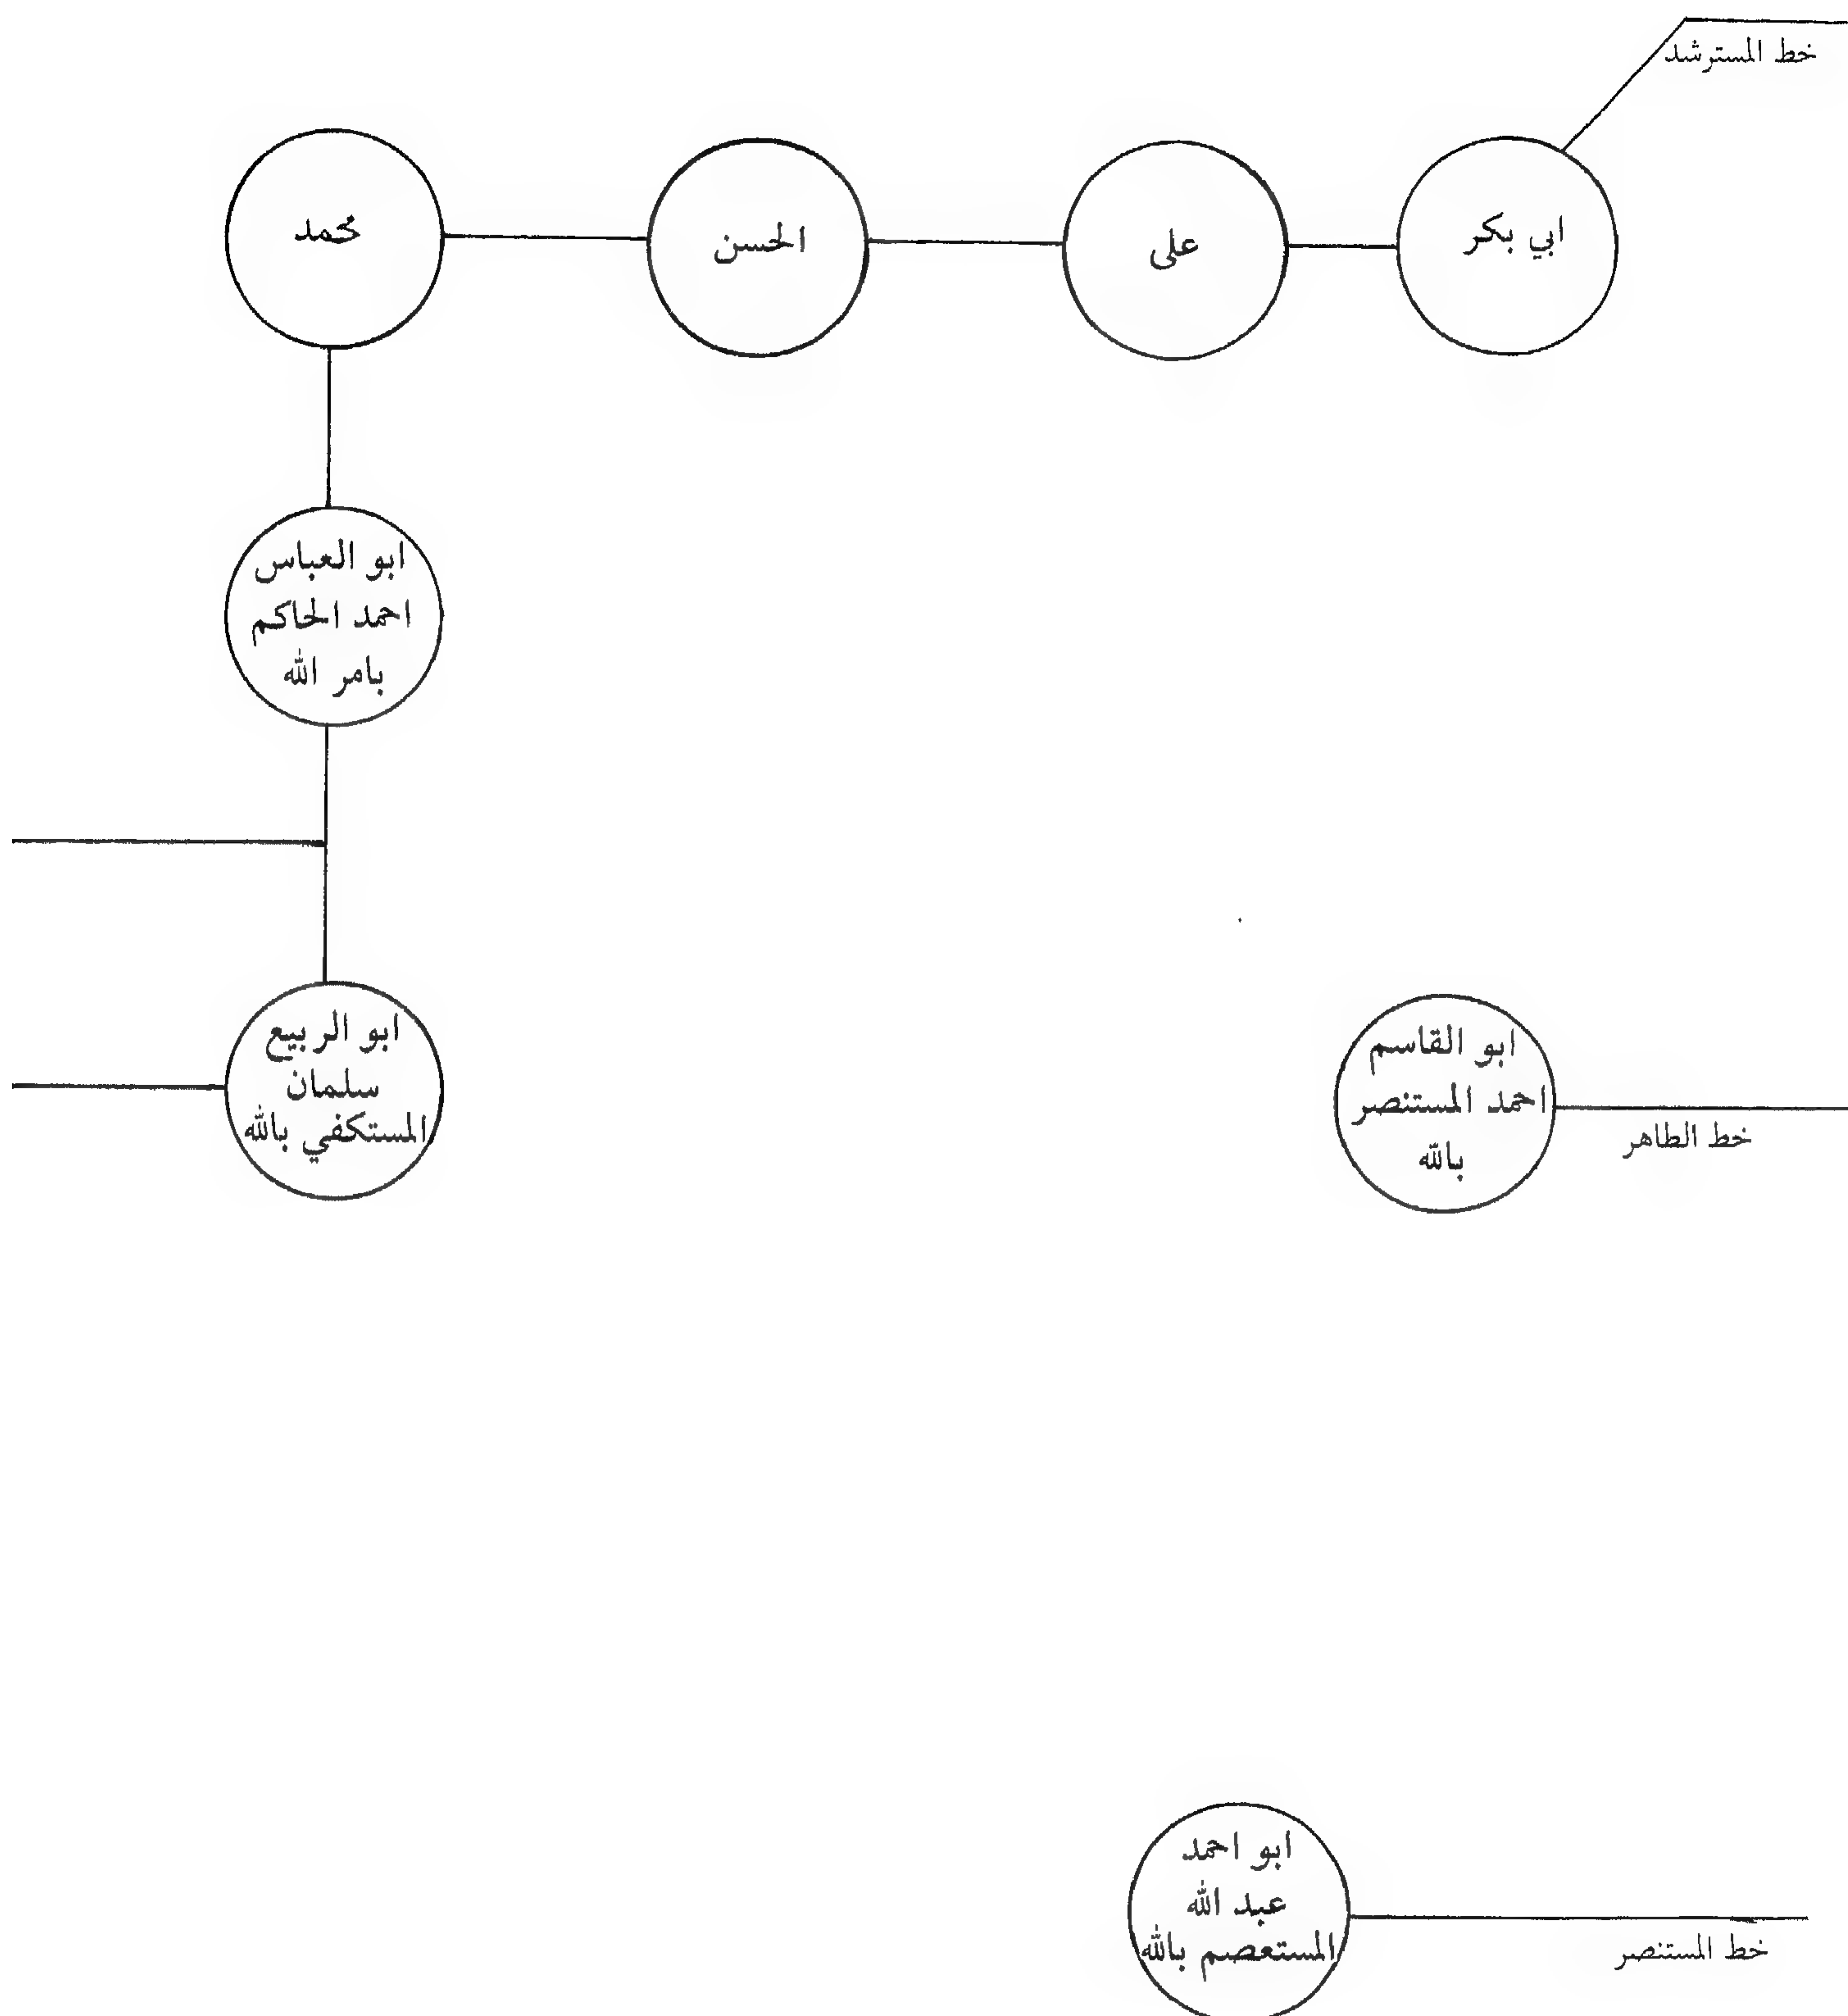 خط المسترشد
ابي بكر
على
الحسن
محمد
ابو العباس
احمد الحاكم
بامر الله
ابو الربيع
سلمان
المستكفي بالله
ابو القاسم
احمد المستنصر
بالله
خط الطاهر
ابو احمد
عبد الله
المستعصم بالله
خط المستنصر